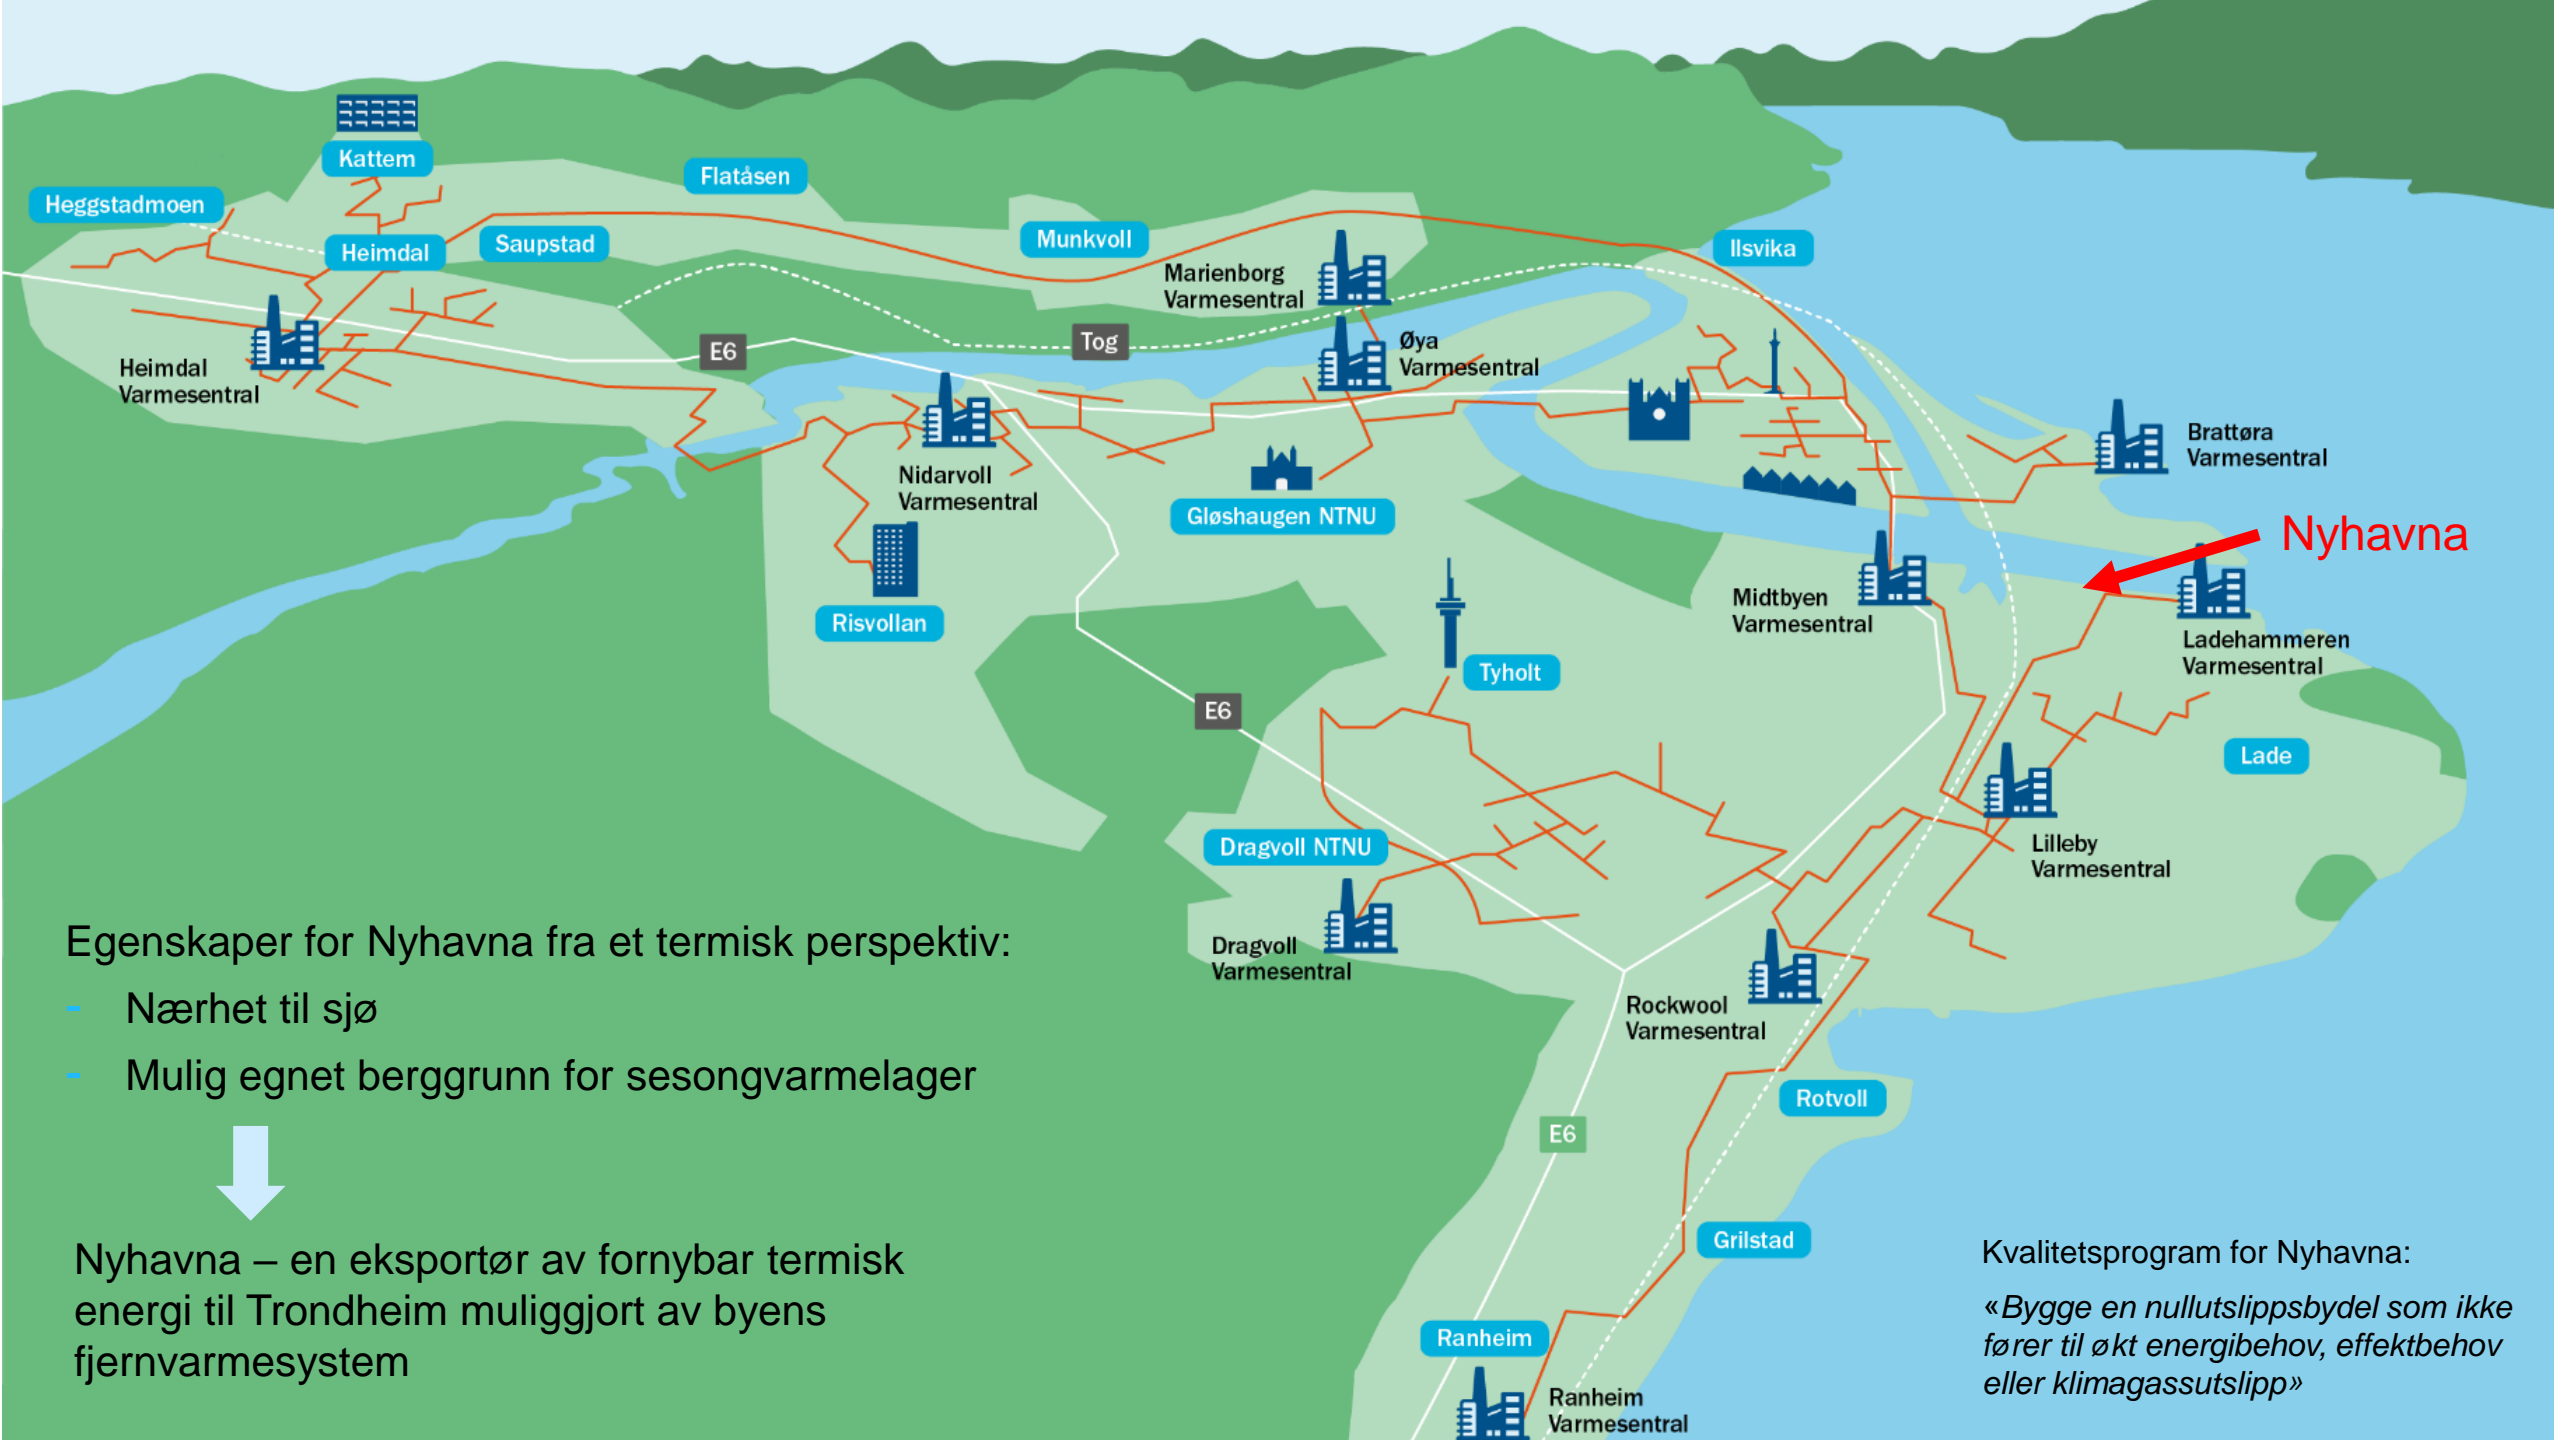 Kattem
Flatåsen
Heggstadmoen
Heimdal
Saupstad
Munkvoll
Ilsvika
Marienborg
Varmesentral
E6
Tog
Øya
Varmesentral
Heimdal
Varmesentral
Brattøra
Varmesentral
Nidarvoll
Varmesentral
Gløshaugen NTNU
Nyhavna
Midtbyen
Varmesentral
Risvollan
Ladehammeren
Varmesentral
Tyholt
E6
Lade
Dragvoll NTNU
Lilleby
Varmesentral
Dragvoll
Varmesentral
Rockwool
Varmesentral
Rotvoll
E6
Grilstad
Ranheim
Ranheim
Varmesentral
Egenskaper for Nyhavna fra et termisk perspektiv:
- Nærhet til sjø
- Mulig egnet berggrunn for sesongvarmelager
Nyhavna – en eksportør av fornybar termisk
energi til Trondheim muliggjort av byens
fjernvarmesystem
Kvalitetsprogram for Nyhavna:
«Bygge en nullutslippsbydel som ikke
fører til økt energibehov, effektbehov
eller klimagassutslipp»